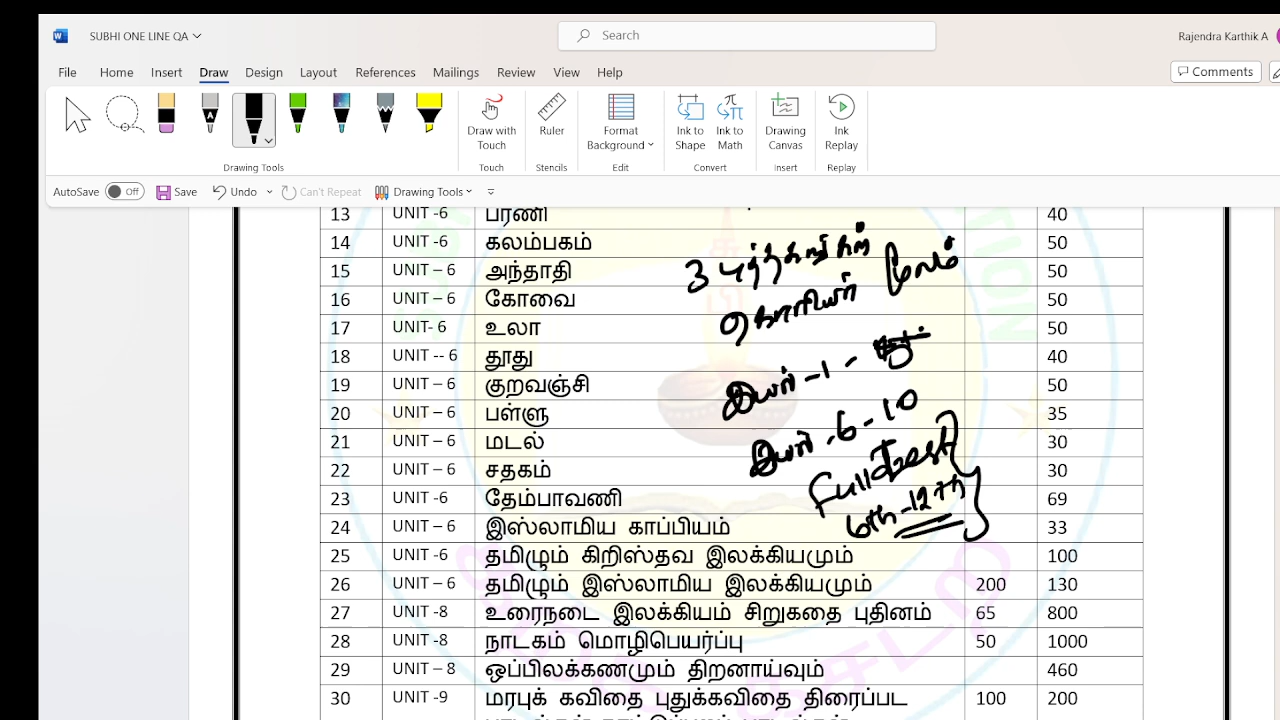 SUBHI ONE LINE QA
Search
Rajendra Karthik A
File Home Insert Draw Design Layout References Mailings Review View Help
Comments
Draw with Touch
Ruler
Format Background
Ink to Shape
Ink to Math
Drawing Canvas
Ink Replay
Drawing Tools
Touch
Stencils
Edit
Convert
Insert
Replay
AutoSave Off Save Undo Can't Repeat Drawing Tools
13 UNIT -6 பரணி 40
14 UNIT -6 கலம்பகம் 50
15 UNIT – 6 அந்தாதி 50
16 UNIT – 6 கோவை 50
17 UNIT- 6 உலா 50
18 UNIT -- 6 தூது 40
19 UNIT – 6 குறவஞ்சி 50
20 UNIT – 6 பள்ளு 35
21 UNIT – 6 மடல் 30
22 UNIT – 6 சதகம் 30
23 UNIT -6 தேம்பாவணி 69
24 UNIT – 6 இஸ்லாமிய காப்பியம் 33
25 UNIT -6 தமிழும் கிறிஸ்தவ இலக்கியமும் 100
26 UNIT – 6 தமிழும் இஸ்லாமிய இலக்கியமும் 200 130
27 UNIT -8 உரைநடை இலக்கியம் சிறுகதை புதினம் 65 800
28 UNIT -8 நாடகம் மொழிபெயர்ப்பு 50 1000
29 UNIT – 8 ஒப்பிலக்கணமும் திறனாய்வும் 460
30 UNIT -9 மரபுக் கவிதை புதுக்கவிதை திரைப்பட 100 200
3 மூலம்
கொரியர்
இயல் -1 -
இயல் -6 -10
Full Test
6th -12th